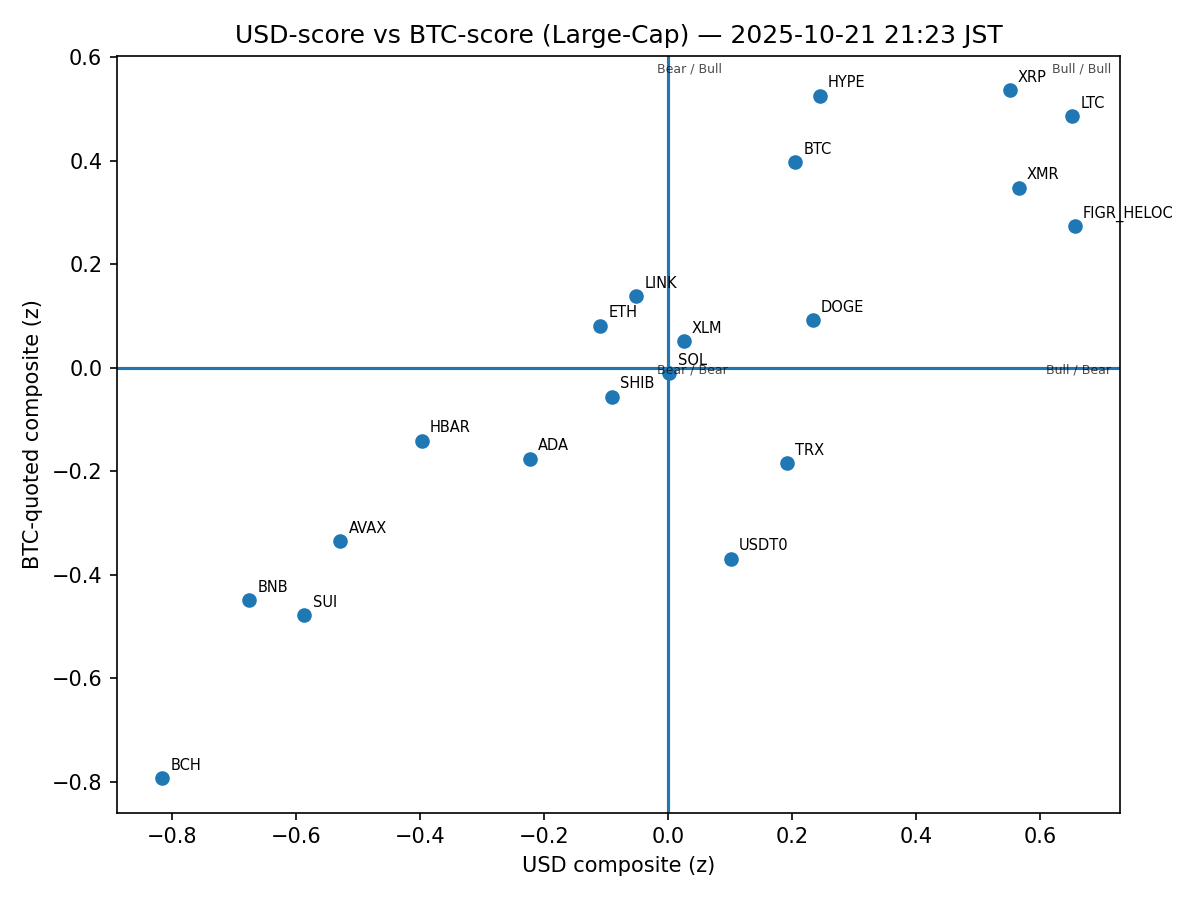 USD-score vs BTC-score (Large-Cap) — 2025-10-21 21:23 JST
0.6
0.4
0.2
0.0
−0.2
−0.4
−0.6
−0.8
BTC-quoted composite (z)
Bear / Bull
Bull / Bull
HYPE
XRP
LTC
BTC
XMR
FIGR_HELOC
LINK
ETH
DOGE
XLM
SOL
Bear / Bear
Bull / Bear
SHIB
HBAR
ADA
TRX
AVAX
USDT0
BNB
SUI
BCH
−0.8
−0.6
−0.4
−0.2
0.0
0.2
0.4
0.6
USD composite (z)